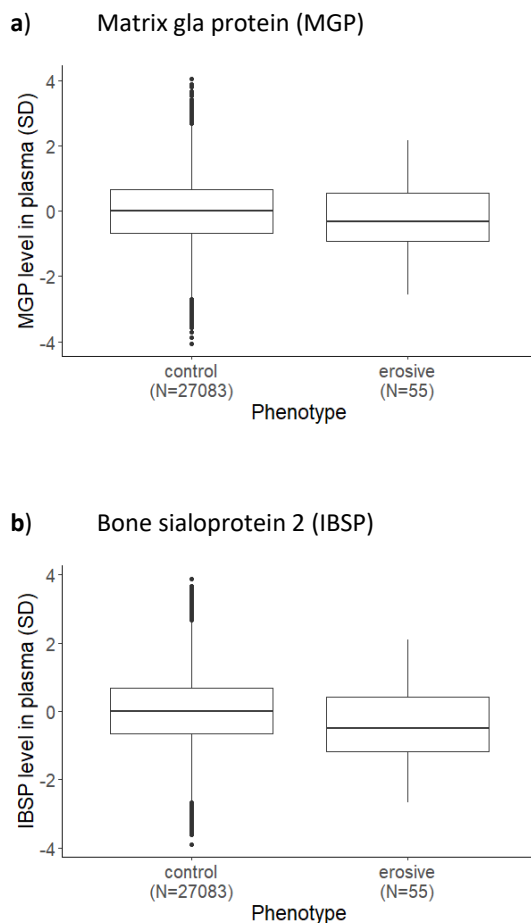 a) Matrix gla protein (MGP)
MGP level in plasma (SD)
4
2
0
-2
-4
control
(N=27083)
erosive
(N=55)
Phenotype
b) Bone sialoprotein 2 (IBSP)
IBSP level in plasma (SD)
4
2
0
-2
-4
control
(N=27083)
erosive
(N=55)
Phenotype